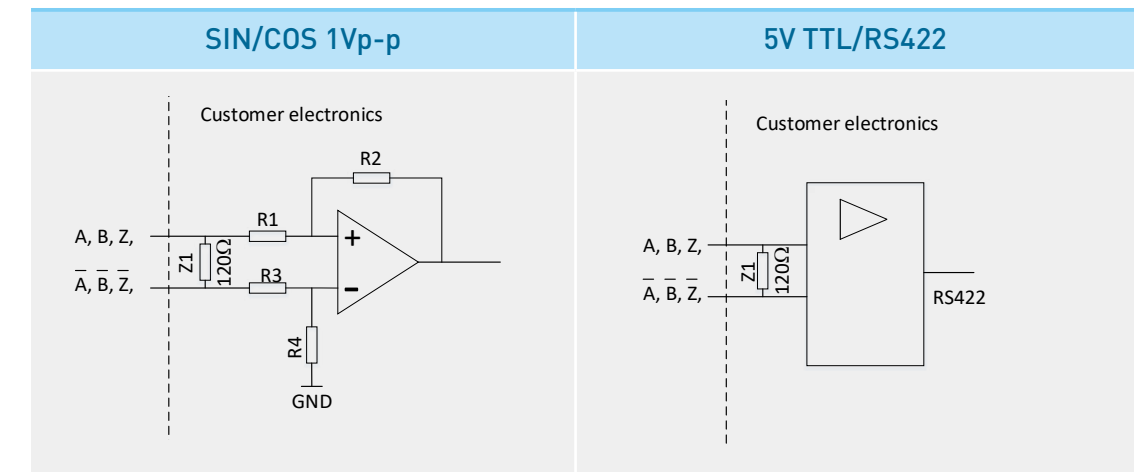 SIN/COS 1Vp-p
Customer electronics
R2
R1
A, B, Z,
+
Z1
120Ω
A̅, B̅, Z̅,
R3
−
R4
GND
5V TTL/RS422
Customer electronics
A, B, Z,
Z1
120Ω
A̅, B̅, Z̅,
RS422